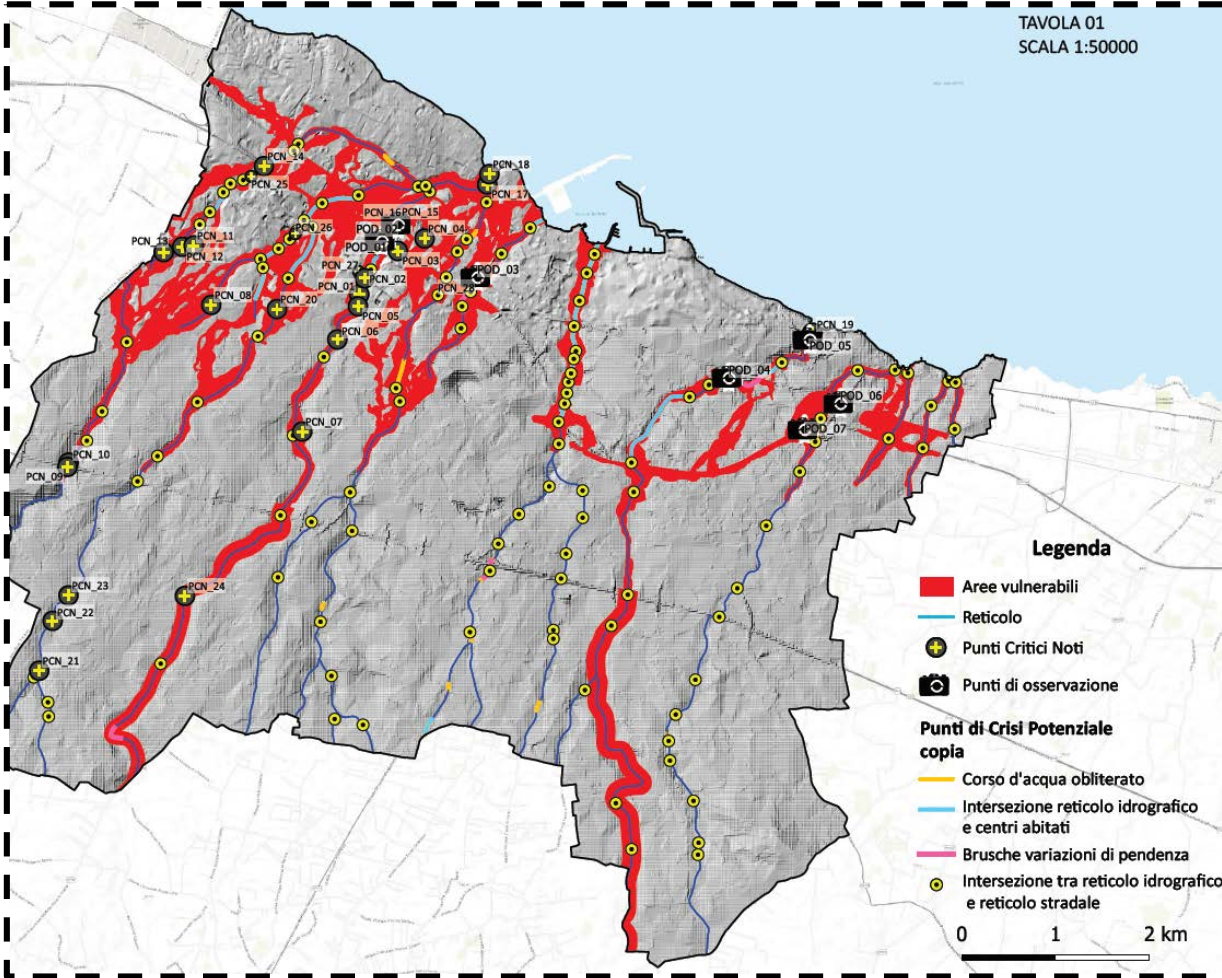 TAVOLA 01
SCALA 1:50000
PCN_14
PCN_25
PCN_18
PCN_17
PCN_16
PCN_15
PCN_26
POD_02
PCN_04
PCN_11
PCN_13
PCN_12
POD_01
PCN_03
PCN_27
PCN_02
POD_03
PCN_01
PCN_28
PCN_08
PCN_20
PCN_05
PCN_06
PCN_19
POD_05
POD_04
POD_06
POD_07
PCN_07
PCN_10
PCN_09
PCN_23
PCN_24
PCN_22
PCN_21
Legenda
Aree vulnerabili
Reticolo
Punti Critici Noti
Punti di osservazione
Punti di Crisi Potenziale
copia
Corso d'acqua obliterato
Intersezione reticolo idrografico
e centri abitati
Brusche variazioni di pendenza
Intersezione tra reticolo idrografico
e reticolo stradale
0 1 2 km